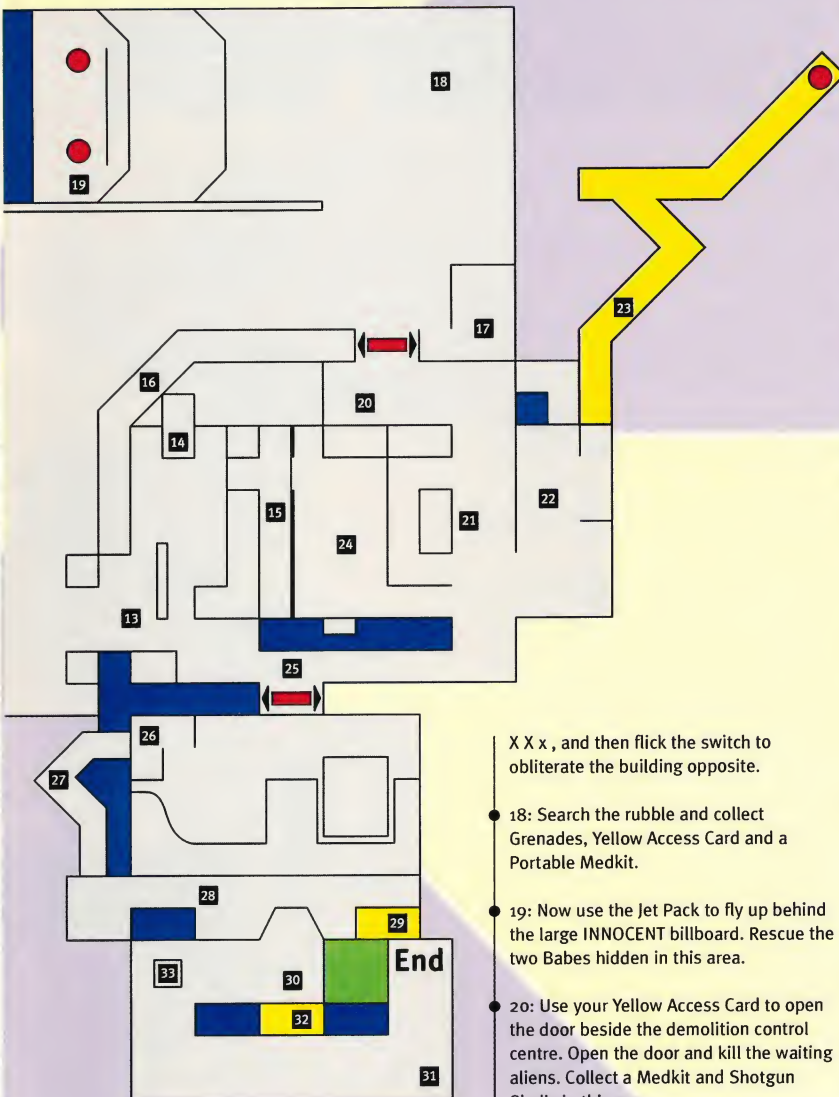 18
19
23
17
16
20
14
22
15
21
24
13
25
26
27
28
29
End
33
30
32
31
X X x , and then flick the switch to
obliterate the building opposite.
18: Search the rubble and collect
Grenades, Yellow Access Card and a
Portable Medkit.
19: Now use the Jet Pack to fly up behind
the large INNOCENT billboard. Rescue the
two Babes hidden in this area.
20: Use your Yellow Access Card to open
the door beside the demolition control
centre. Open the door and kill the waiting
aliens. Collect a Medkit and Shotgun